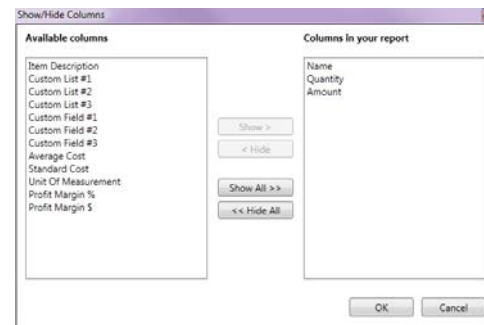 Show/Hide Columns
Available columns
Item Description
Custom List #1
Custom List #2
Custom List #3
Custom Field #1
Custom Field #2
Custom Field #3
Average Cost
Standard Cost
Unit Of Measurement
Profit Margin %
Profit Margin $
Show >
< Hide
Show All >>
<< Hide All
Columns in your report
Name
Quantity
Amount
OK
Cancel